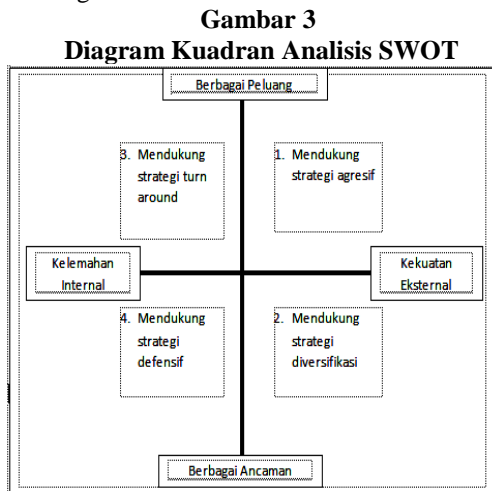 Gambar 3
Diagram Kuadran Analisis SWOT
Berbagai Peluang
3. Mendukung
strategi turn
around
1. Mendukung
strategi agresif
Kelemahan
Internal
Kekuatan
Eksternal
4. Mendukung
strategi
defensif
2. Mendukung
strategi
diversifikasi
Berbagai Ancaman